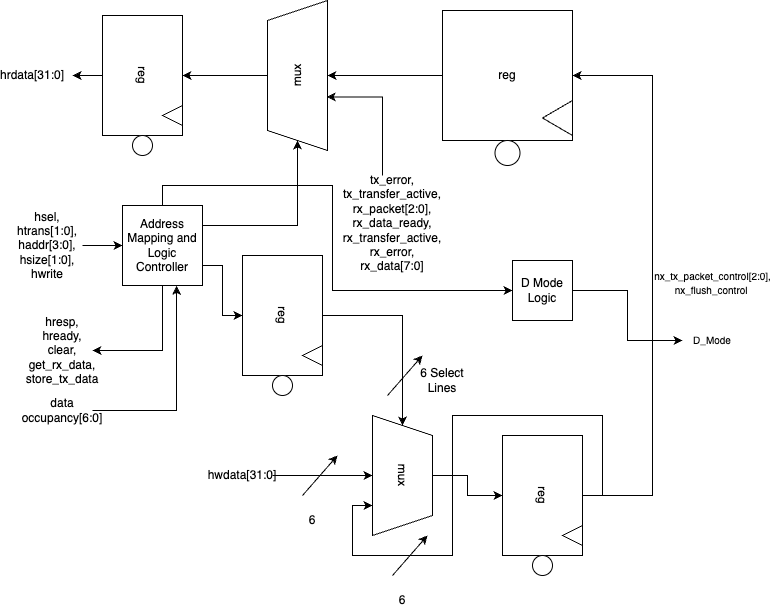 hrdata[31:0]
reg
mux
reg
tx_error,
tx_transfer_active,
rx_packet[2:0],
rx_data_ready,
rx_transfer_active,
rx_error,
rx_data[7:0]
hsel,
htrans[1:0],
haddr[3:0],
hsize[1:0],
hwrite
Address
Mapping and
Logic
Controller
reg
D Mode
Logic
nx_tx_packet_control[2:0],
nx_flush_control
D_Mode
hresp,
hready,
clear,
get_rx_data,
store_tx_data
data
occupancy[6:0]
6 Select
Lines
hwdata[31:0]
6
mux
reg
6